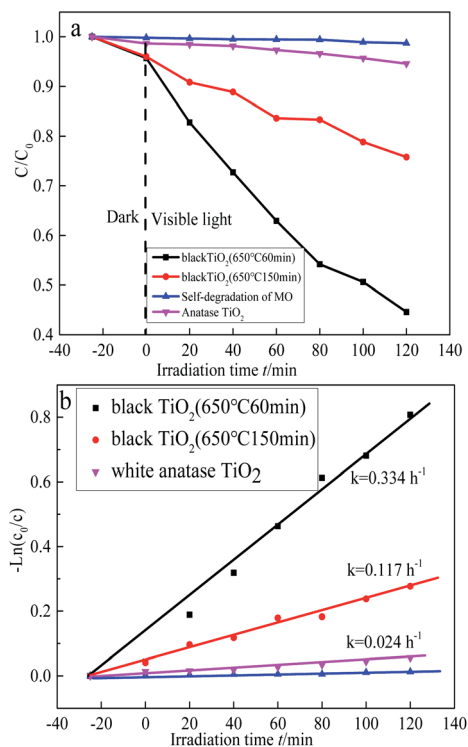 a
1.0
0.9
0.8
0.7
0.6
0.5
0.4
C/C₀
Dark
Visible light
blackTiO₂(650℃60min)
blackTiO₂(650℃150min)
Self-degradation of MO
Anatase TiO₂
-40 -20 0 20 40 60 80 100 120 140
Irradiation time t/min
b
-0.8
0.6
0.4
0.2
0.0
-Ln(c₀/c)
black TiO₂(650℃60min)
black TiO₂(650℃150min)
white anatase TiO₂
k=0.334 h⁻¹
k=0.117 h⁻¹
k=0.024 h⁻¹
-40 -20 0 20 40 60 80 100 120 140
Irradiation time t/min